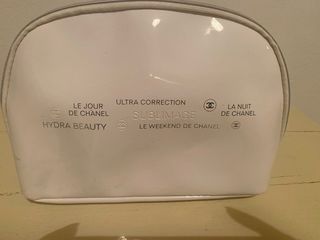 LE JOUR
DE CHANEL
ULTRA CORRECTION
LA NUIT
DE CHANEL
SUBLIMAGE
HYDRA BEAUTY
LE WEEKEND DE CHANEL